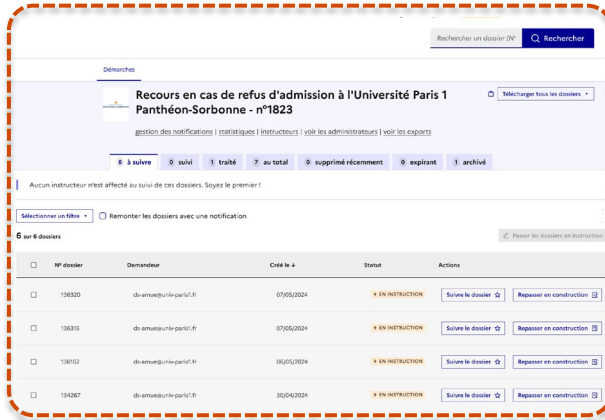 Rechercher un dossier (N° Rechercher
Démarches
Recours en cas de refus d'admission à l'Université Paris 1
Panthéon-Sorbonne - n°1823
Télécharger tous les dossiers
gestion des notifications | statistiques | instructeurs | voir les administrateurs | voir les exports
6 à suivre 0 suivi 1 traité 7 au total 0 supprimé récemment 0 expirant 1 archivé
Aucun instructeur n'est affecté au suivi de ces dossiers. Soyez le premier !
Sélectionner un filtre Remonter les dossiers avec une notification
6 sur 6 dossiers Passer les dossiers en instruction
N° dossier Demandeur Créé le ↓ Statut Actions
136320 ds-amue@univ-paris1.fr 07/05/2024 EN INSTRUCTION Suivre le dossier Repasser en construction
136315 ds-amue@univ-paris1.fr 07/05/2024 EN INSTRUCTION Suivre le dossier Repasser en construction
136162 ds-amue@univ-paris1.fr 06/05/2024 EN INSTRUCTION Suivre le dossier Repasser en construction
134267 ds-amue@univ-paris1.fr 30/04/2024 EN INSTRUCTION Suivre le dossier Repasser en construction